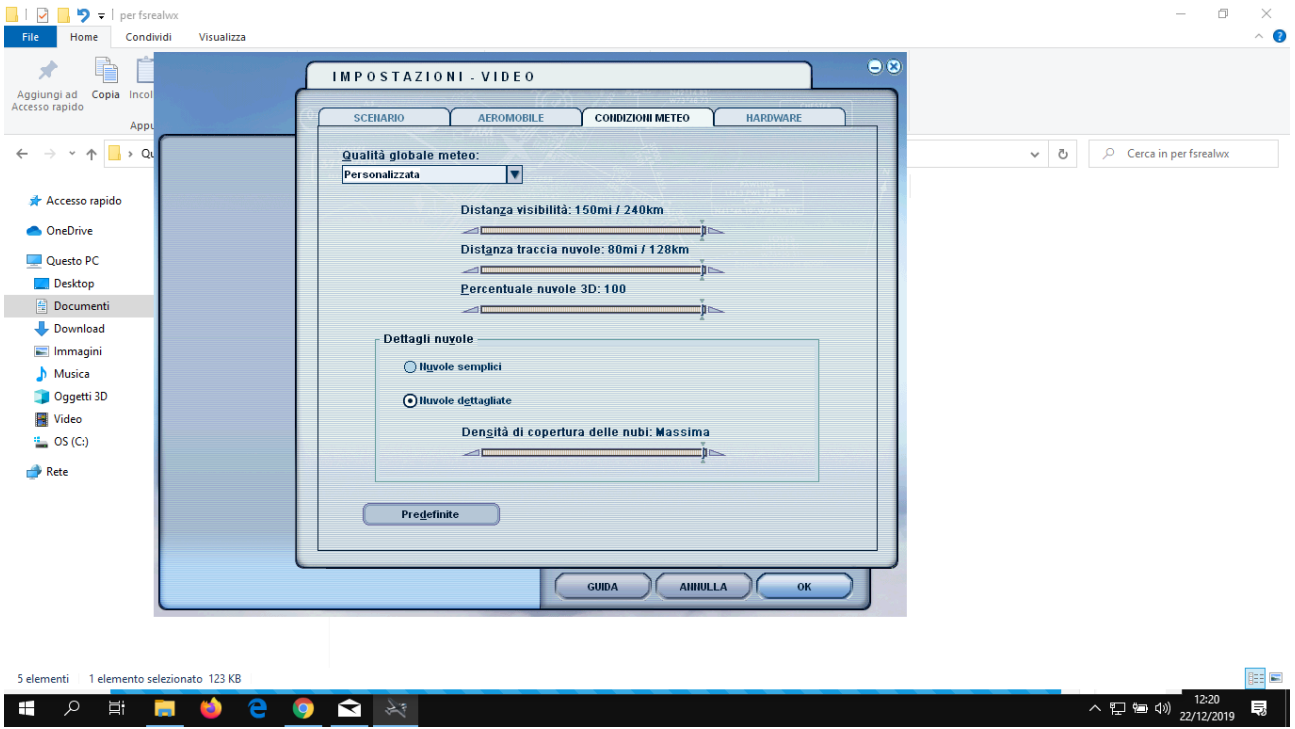 per fsrealwx
File Home Condividi Visualizza
Aggiungi ad
Accesso rapido
Copia
Cerca in per fsrealwx
Accesso rapido
OneDrive
Questo PC
Desktop
Documenti
Download
Immagini
Musica
Oggetti 3D
Video
OS (C:)
Rete
IMPOSTAZIONI - VIDEO
SCENARIO AEROMOBILE CONDIZIONI METEO HARDWARE
Qualità globale meteo:
Personalizzata
Distanza visibilità: 150mi / 240km
Distanza traccia nuvole: 80mi / 128km
Percentuale nuvole 3D: 100
Dettagli nuvole
Nuvole semplici
Nuvole dettagliate
Densità di copertura delle nubi: Massima
Predefinite
GUIDA ANNULLA OK
5 elementi 1 elemento selezionato 123 KB
12:20
22/12/2019